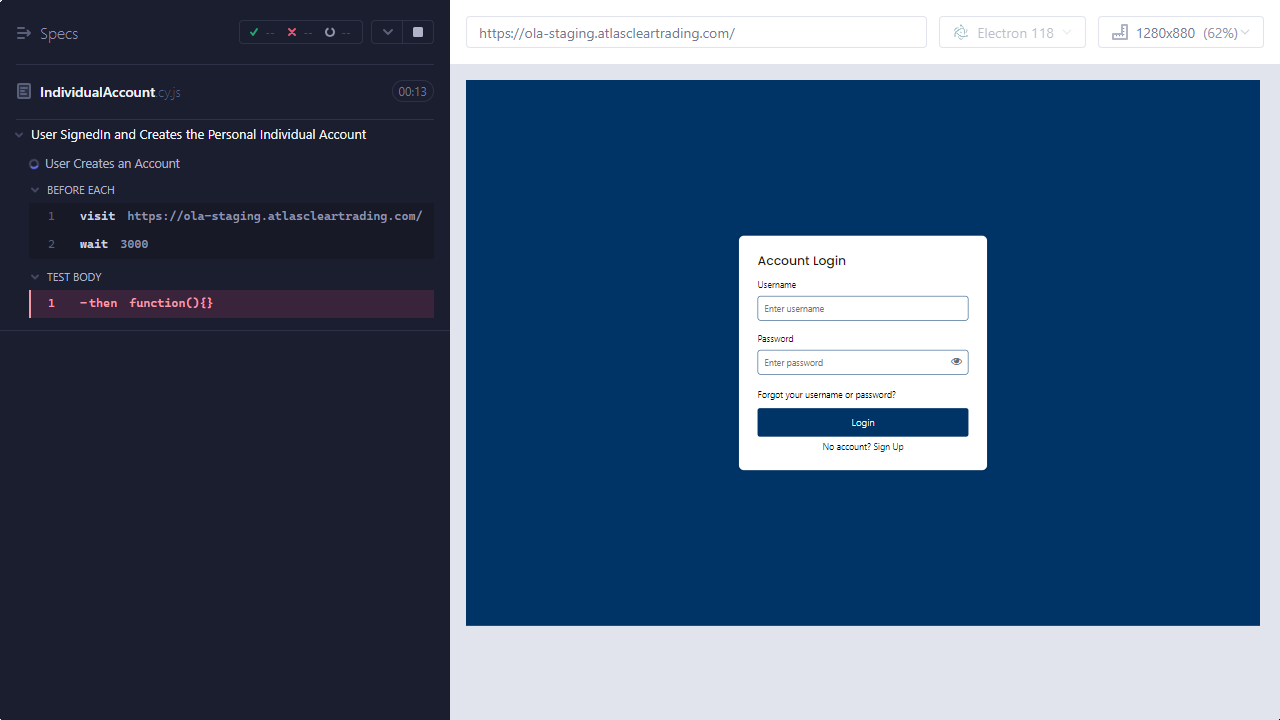 Specs
-- -- --
IndividualAccount.cy.js
00:13
User SignedIn and Creates the Personal Individual Account
User Creates an Account
BEFORE EACH
1 visit https://ola-staging.atlascleartrading.com/
2 wait 3000
TEST BODY
1 -then function(){}
https://ola-staging.atlascleartrading.com/
Electron 118
1280x880 (62%)
Account Login
Username
Enter username
Password
Enter password
Forgot your username or password?
Login
No account? Sign Up